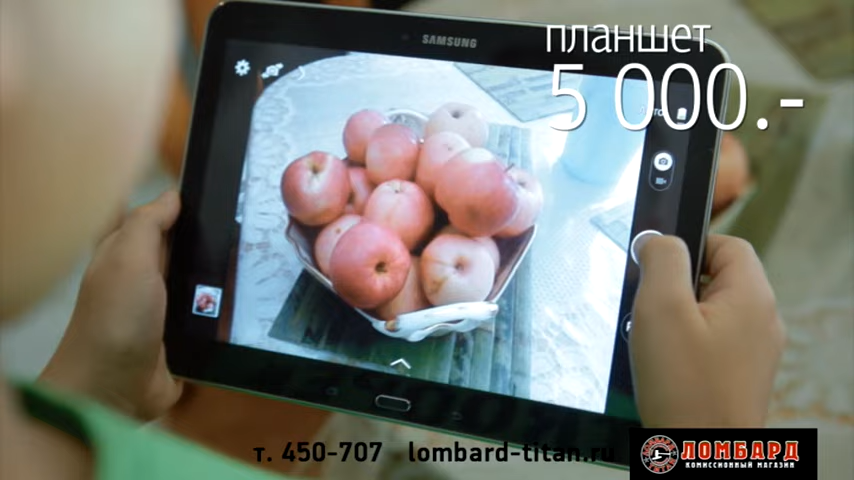 SAMSUNG
планшет
5 000.-
т. 450-707 lombard-titan.ru
ЛОМБАРД
КОМИССИОННЫЙ МАГАЗИН